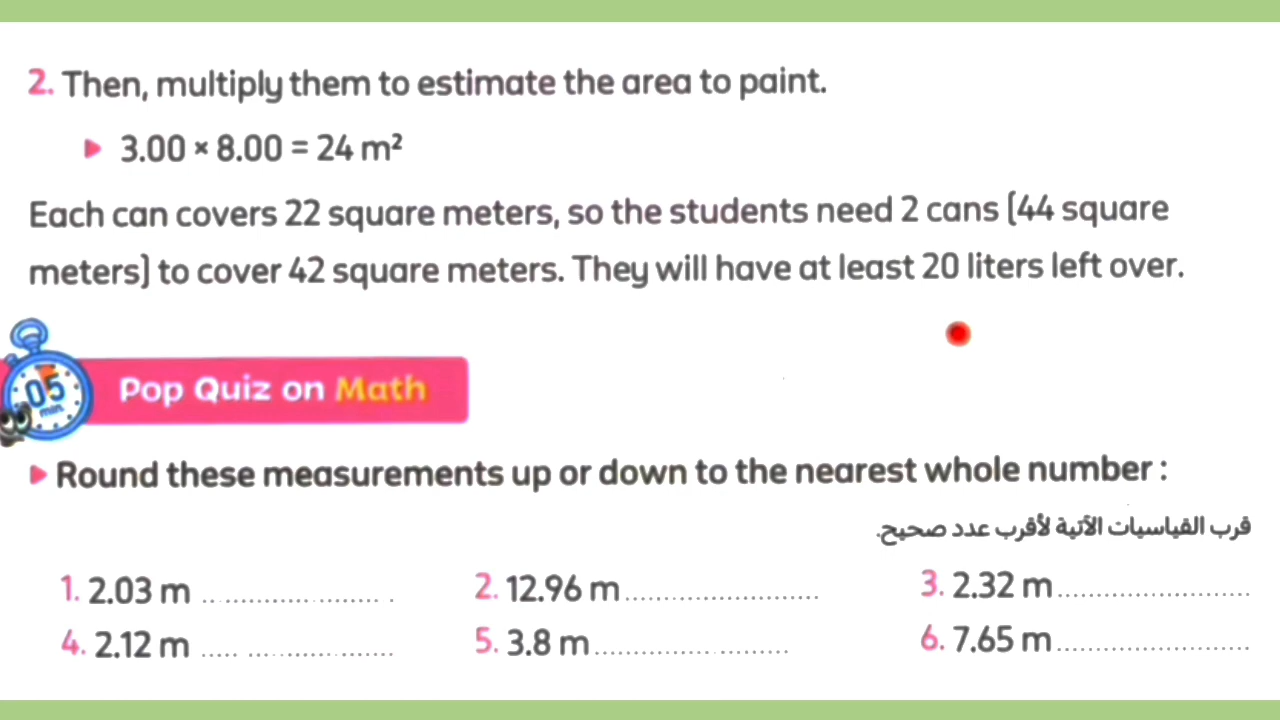 2. Then, multiply them to estimate the area to paint.
3.00 × 8.00 = 24 m²
Each can covers 22 square meters, so the students need 2 cans (44 square
meters) to cover 42 square meters. They will have at least 20 liters left over.
05
min.
Pop Quiz on Math
Round these measurements up or down to the nearest whole number :
قرب القياسات الآتية لأقرب عدد صحيح.
1. 2.03 m .................... 2. 12.96 m .................... 3. 2.32 m ....................
4. 2.12 m .................... 5. 3.8 m .................... 6. 7.65 m ....................